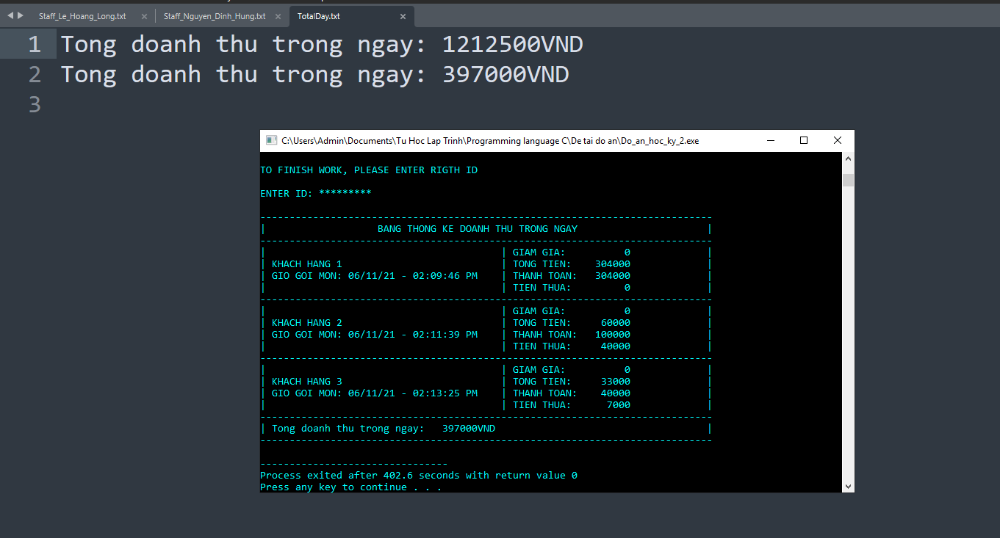 Staff_Le_Hoang_Long.txt × Staff_Nguyen_Dinh_Hung.txt × TotalDay.txt ×
1 Tong doanh thu trong ngay: 1212500VND
2 Tong doanh thu trong ngay: 397000VND
3
C:\Users\Admin\Documents\Tu Hoc Lap Trinh\Programming language C\De tai do an\Do_an_hoc_ky_2.exe
TO FINISH WORK, PLEASE ENTER RIGTH ID
ENTER ID: *********
-----------------------------------------------------------------------------
| BANG THONG KE DOANH THU TRONG NGAY |
-----------------------------------------------------------------------------
| | GIAM GIA: 0 |
| KHACH HANG 1 | TONG TIEN: 304000 |
| GIO GOI MON: 06/11/21 - 02:09:46 PM | THANH TOAN: 304000 |
| | TIEN THUA: 0 |
-----------------------------------------------------------------------------
| | GIAM GIA: 0 |
| KHACH HANG 2 | TONG TIEN: 60000 |
| GIO GOI MON: 06/11/21 - 02:11:39 PM | THANH TOAN: 100000 |
| | TIEN THUA: 40000 |
-----------------------------------------------------------------------------
| | GIAM GIA: 0 |
| KHACH HANG 3 | TONG TIEN: 33000 |
| GIO GOI MON: 06/11/21 - 02:13:25 PM | THANH TOAN: 40000 |
| | TIEN THUA: 7000 |
-----------------------------------------------------------------------------
| Tong doanh thu trong ngay: 397000VND |
-----------------------------------------------------------------------------
--------------------------------
Process exited after 402.6 seconds with return value 0
Press any key to continue . . .